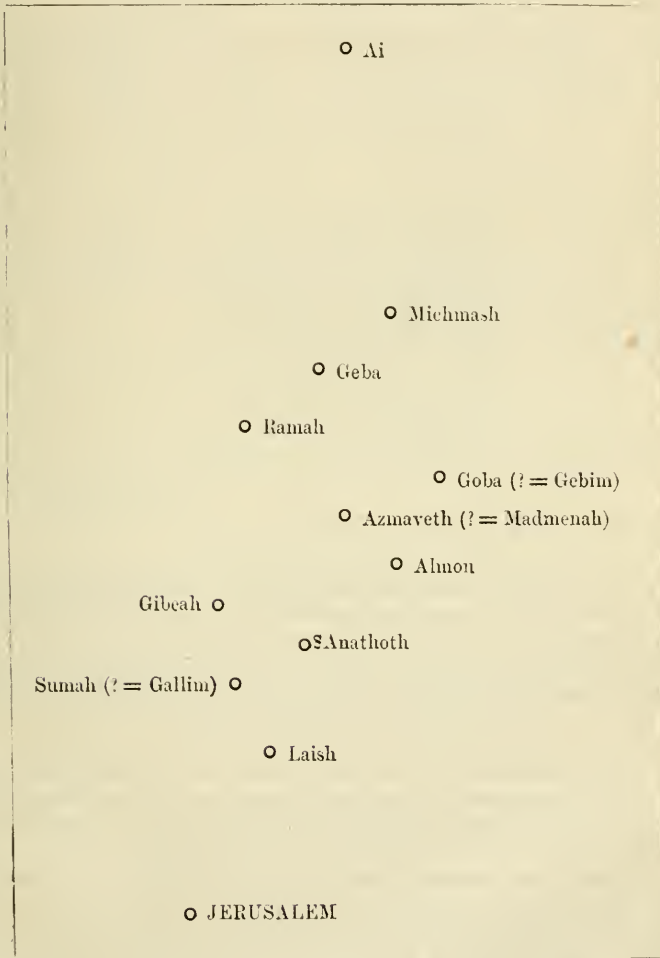 Ai
Michmash
Geba
Ramah
Goba (? = Gebim)
Azmaveth (? = Madmenah)
Almon
Gibeah
Anathoth
Sumah (? = Gallim)
Laish
JERUSALEM